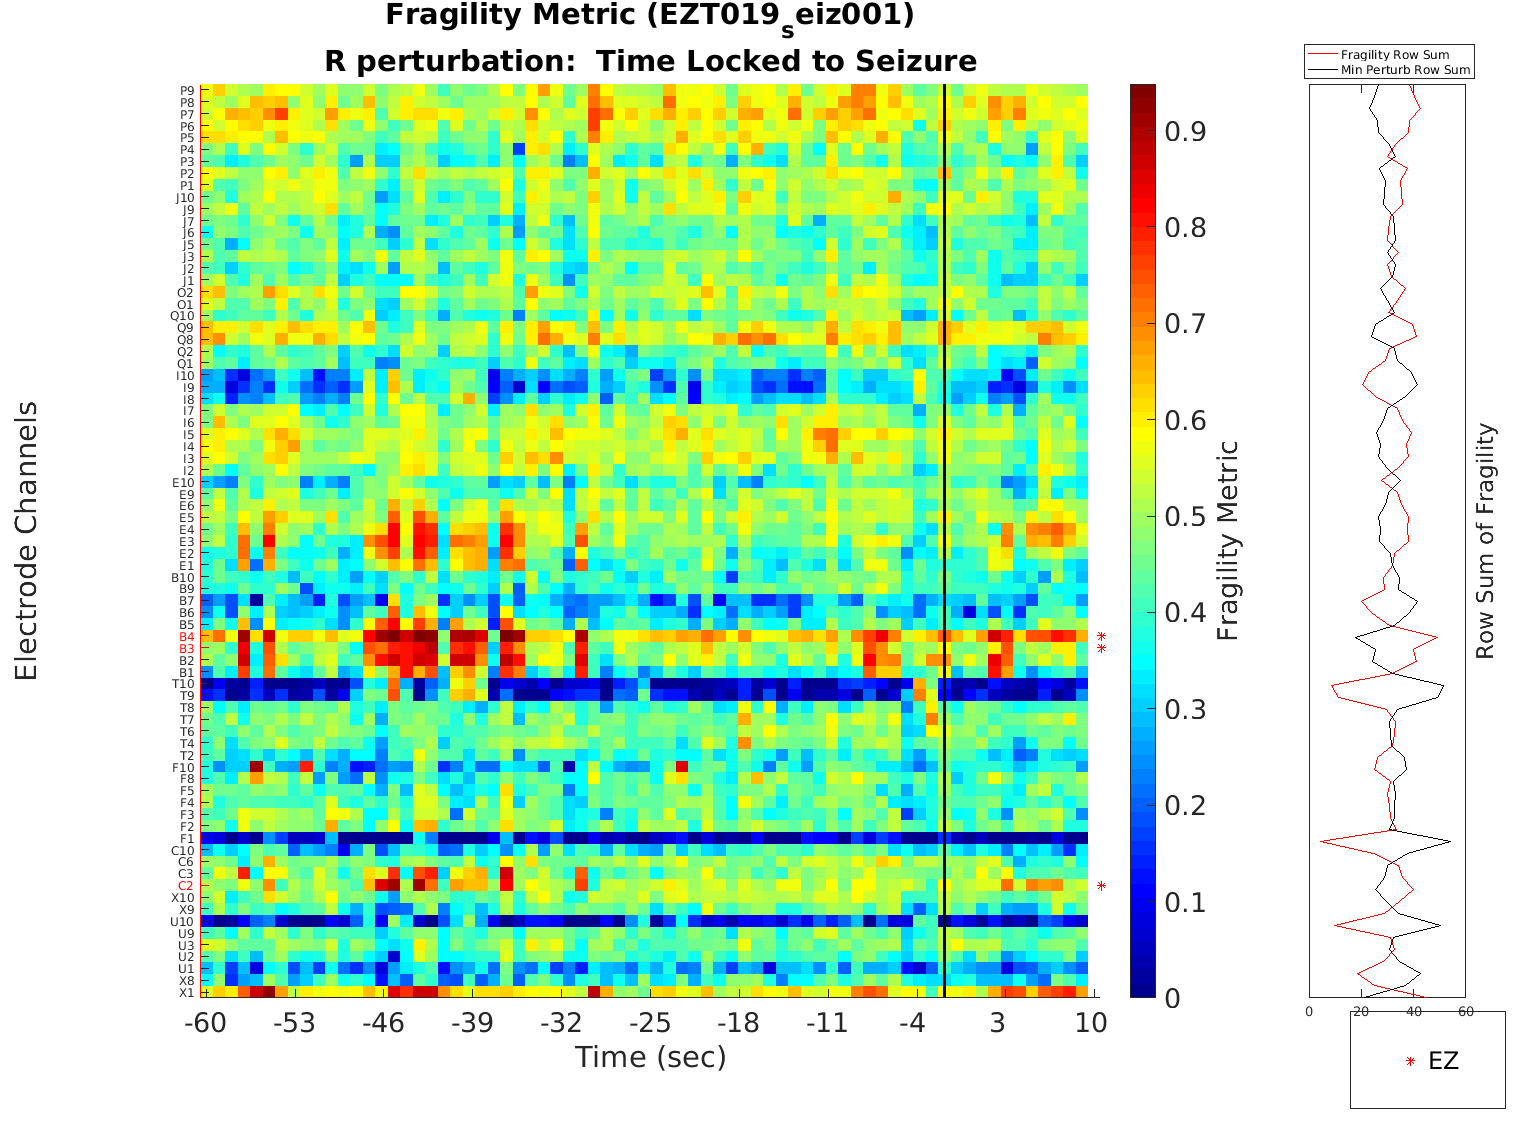 Fragility Metric (EZT019seiz001)
R perturbation:  Time Locked to Seizure
Fragility Row Sum
Min Perturb Row Sum
Electrode Channels
P9
P8
P7
P6
P5
P4
P3
P2
P1
J10
J9
J7
J6
J5
J3
J2
J1
O2
O1
Q10
Q9
Q8
Q2
Q1
I10
I9
I8
I7
I6
I5
I4
I3
I2
E10
E9
E6
E5
E4
E3
E2
E1
B10
B9
B7
B6
B5
B4
B3
B2
B1
T10
T9
T8
T7
T6
T4
T2
F10
F8
F5
F4
F3
F2
F1
C10
C6
C3
C2
X10
X9
U10
U9
U3
U2
U1
X8
X1
-60 -53 -46 -39 -32 -25 -18 -11 -4 3 10
Time (sec)
0.9
0.8
0.7
0.6
0.5
0.4
0.3
0.2
0.1
0
Fragility Metric
Row Sum of Fragility
0 20 40 60
EZ